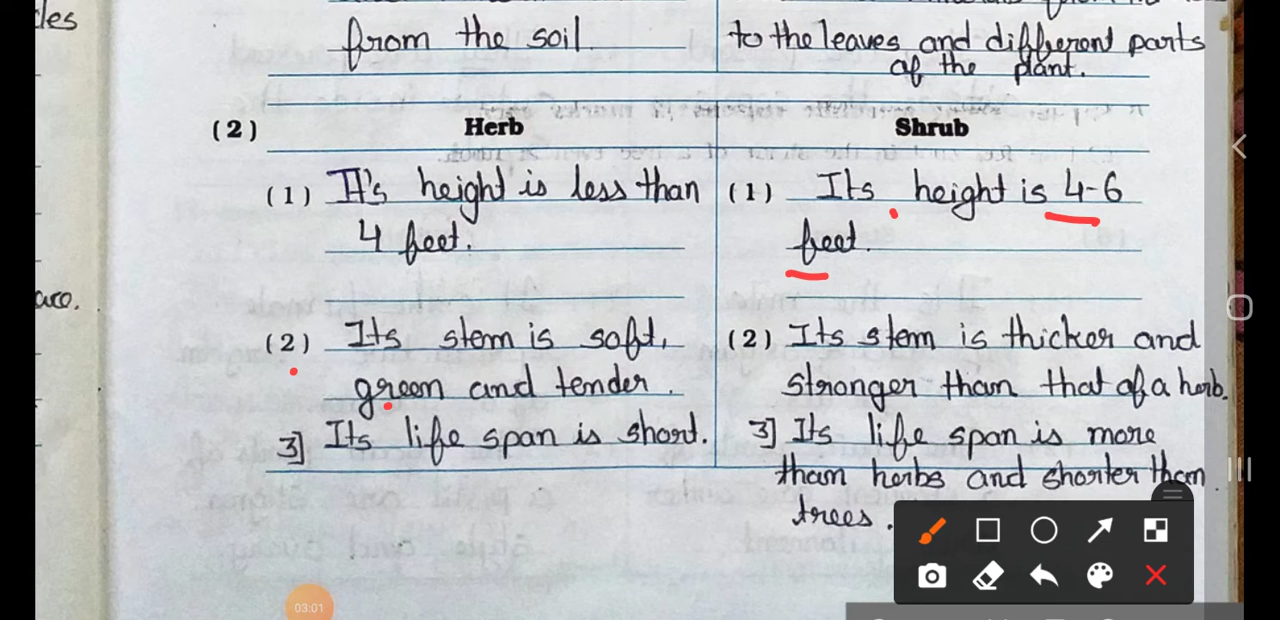 cles
from the soil
to the leaves and different parts
of the plant.
(2) Herb Shrub
(1) It's height is less than (1) Its height is 4-6
4 feet. feet.
aro.
(2) Its stem is soft, (2) Its stem is thicker and
green and tender. stronger than that of a herb.
3] Its life span is short. 3] Its life span is more
than herbs and shorter than
trees.
03:01